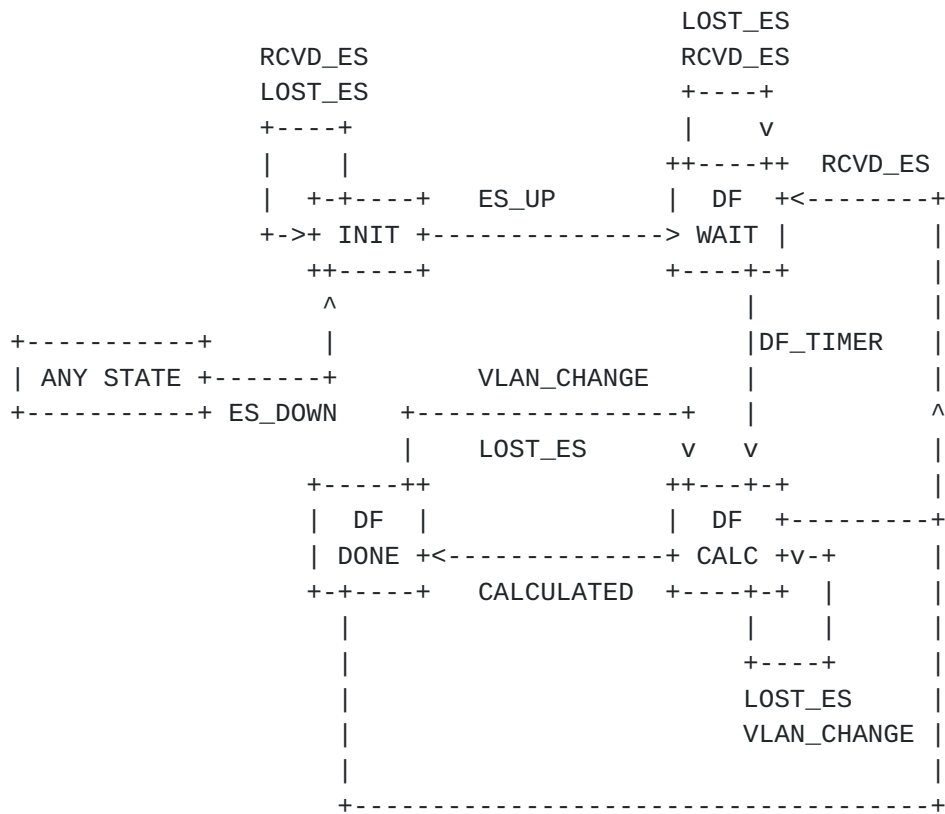 LOST_ES
RCVD_ES RCVD_ES
LOST_ES
RCVD_ES
ES_UP DF
INIT WAIT
DF_TIMER
ANY STATE VLAN_CHANGE
ES_DOWN
LOST_ES
DF DF
DONE CALC
CALCULATED
LOST_ES
VLAN_CHANGE